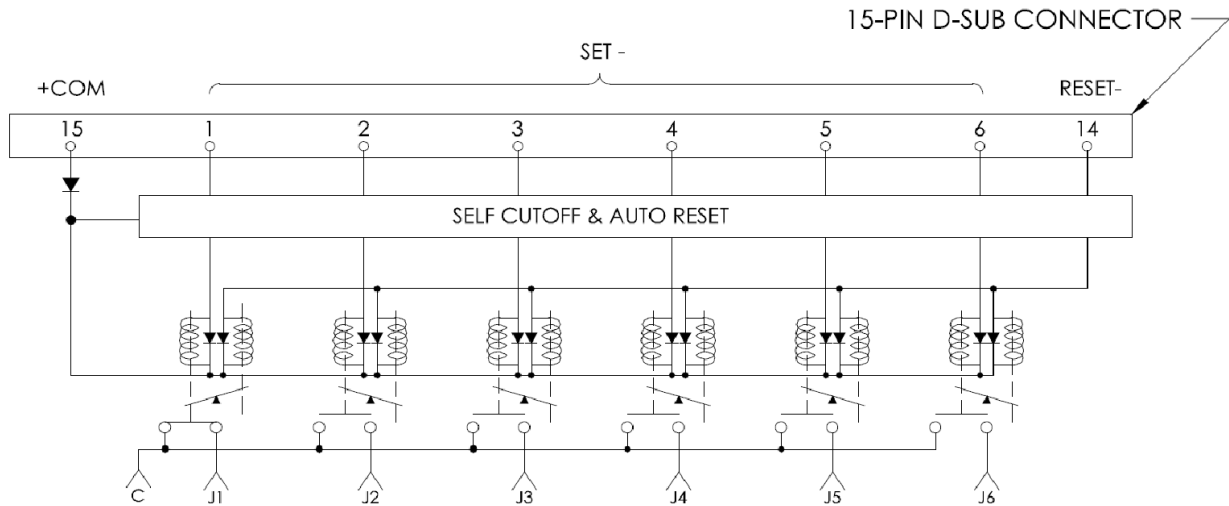 15-PIN D-SUB CONNECTOR
SET -
+COM
RESET-
15 1 2 3 4 5 6 14
SELF CUTOFF & AUTO RESET
C J1 J2 J3 J4 J5 J6